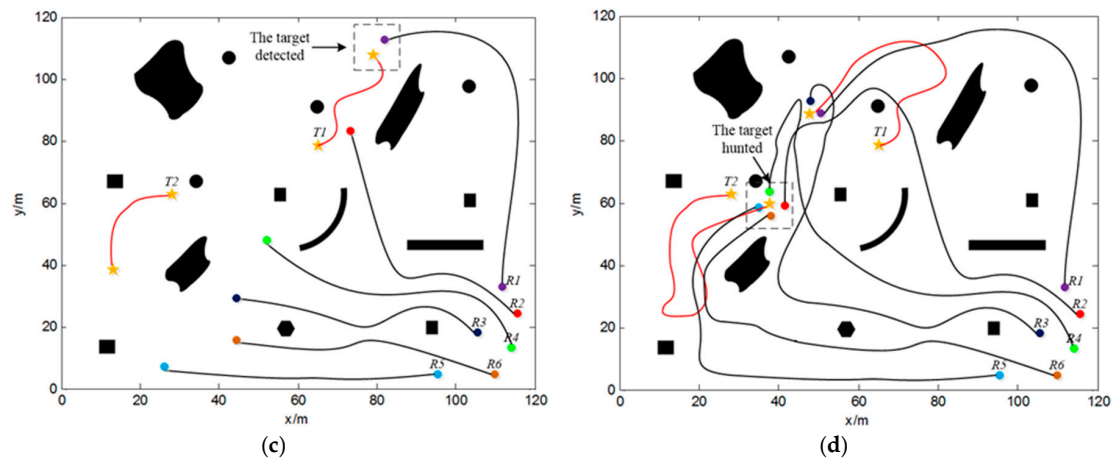 120
100
80
60
40
20
0
y/m
0 20 40 60 80 100 120
x/m
The target
detected
T1
T2
R1
R2
R3
R4
R5
R6
(c)
120
100
80
60
40
20
0
y/m
0 20 40 60 80 100 120
x/m
The target
hunted
T1
T2
R1
R2
R3
R4
R5
R6
(d)